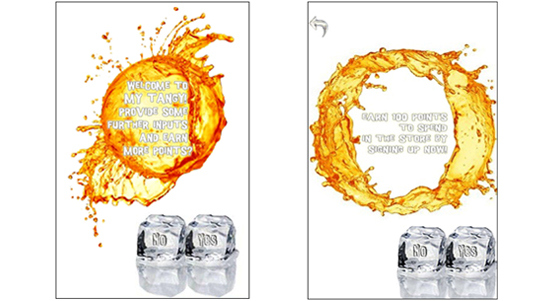 WELCOME TO
MY TANGY!
PROVIDE SOME
FURTHER INPUTS
AND EARN
MORE POINTS?
No
Yes
EARN 100 POINTS
TO SPEND
IN THE STORE BY
SIGNING UP NOW!
No
Yes